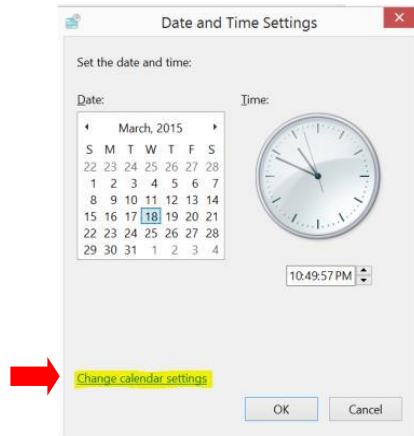 Date and Time Settings
Set the date and time:
Date:
Time:
March, 2015
S M T W T F S
22 23 24 25 26 27 28
1 2 3 4 5 6 7
8 9 10 11 12 13 14
15 16 17 18 19 20 21
22 23 24 25 26 27 28
29 30 31 1 2 3 4
10:49:57 PM
Change calendar settings
OK Cancel